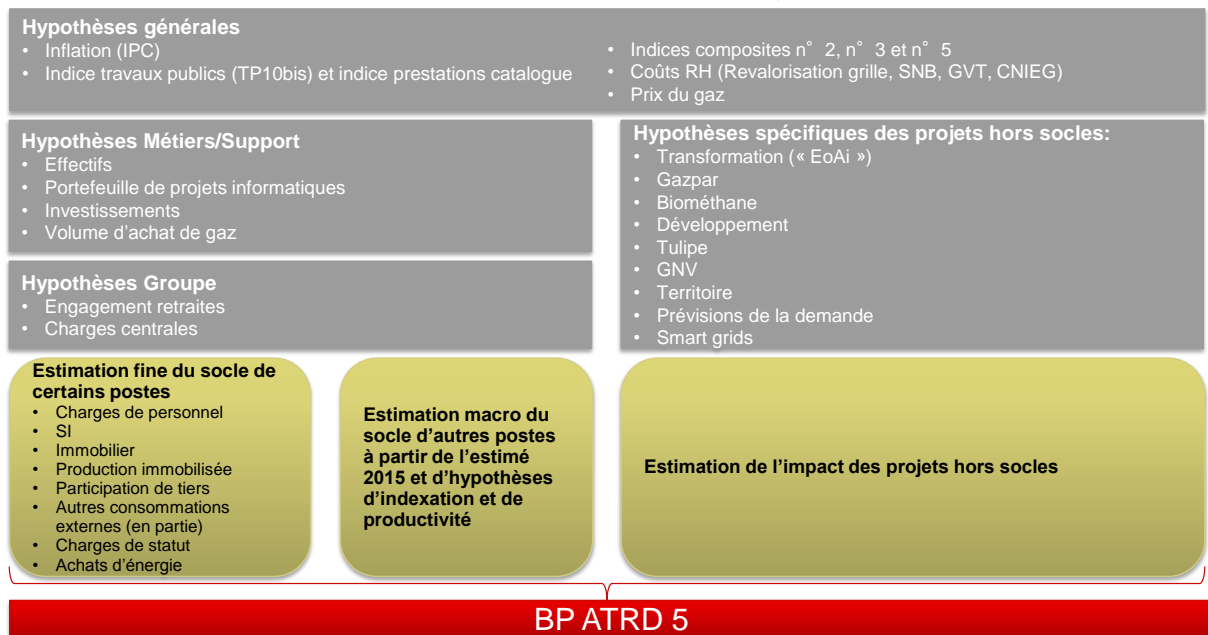 Hypothèses générales
• Inflation (IPC)
• Indice travaux publics (TP10bis) et indice prestations catalogue
• Indices composites n° 2, n° 3 et n° 5
• Coûts RH (Revalorisation grille, SNB, GVT, CNIEG)
• Prix du gaz
Hypothèses Métiers/Support
• Effectifs
• Portefeuille de projets informatiques
• Investissements
• Volume d'achat de gaz
Hypothèses Groupe
• Engagement retraites
• Charges centrales
Hypothèses spécifiques des projets hors socles:
• Transformation (« EoAi »)
• Gazpar
• Biométhane
• Développement
• Tulipe
• GNV
• Territoire
• Prévisions de la demande
• Smart grids
Estimation fine du socle de
certains postes
• Charges de personnel
• SI
• Immobilier
• Production immobilisée
• Participation de tiers
• Autres consommations
externes (en partie)
• Charges de statut
• Achats d'énergie
Estimation macro du
socle d'autres postes
à partir de l'estimé
2015 et d'hypothèses
d'indexation et de
productivité
Estimation de l'impact des projets hors socles
BP ATRD 5